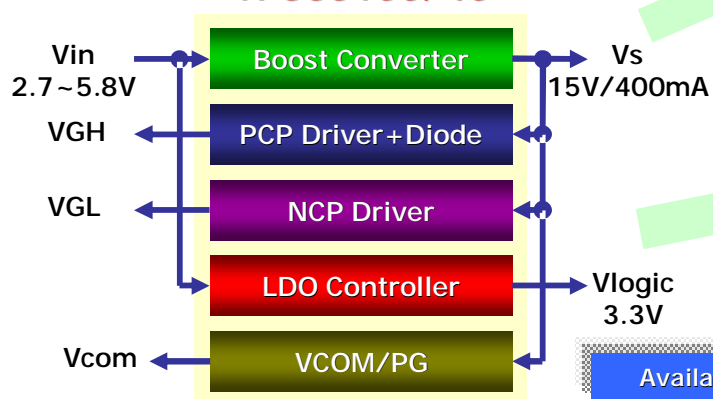 Vin
2.7~5.8V
Boost Converter
Vs
15V/400mA
VGH
PCP Driver+Diode
VGL
NCP Driver
LDO Controller
Vlogic
3.3V
Vcom
VCOM/PG